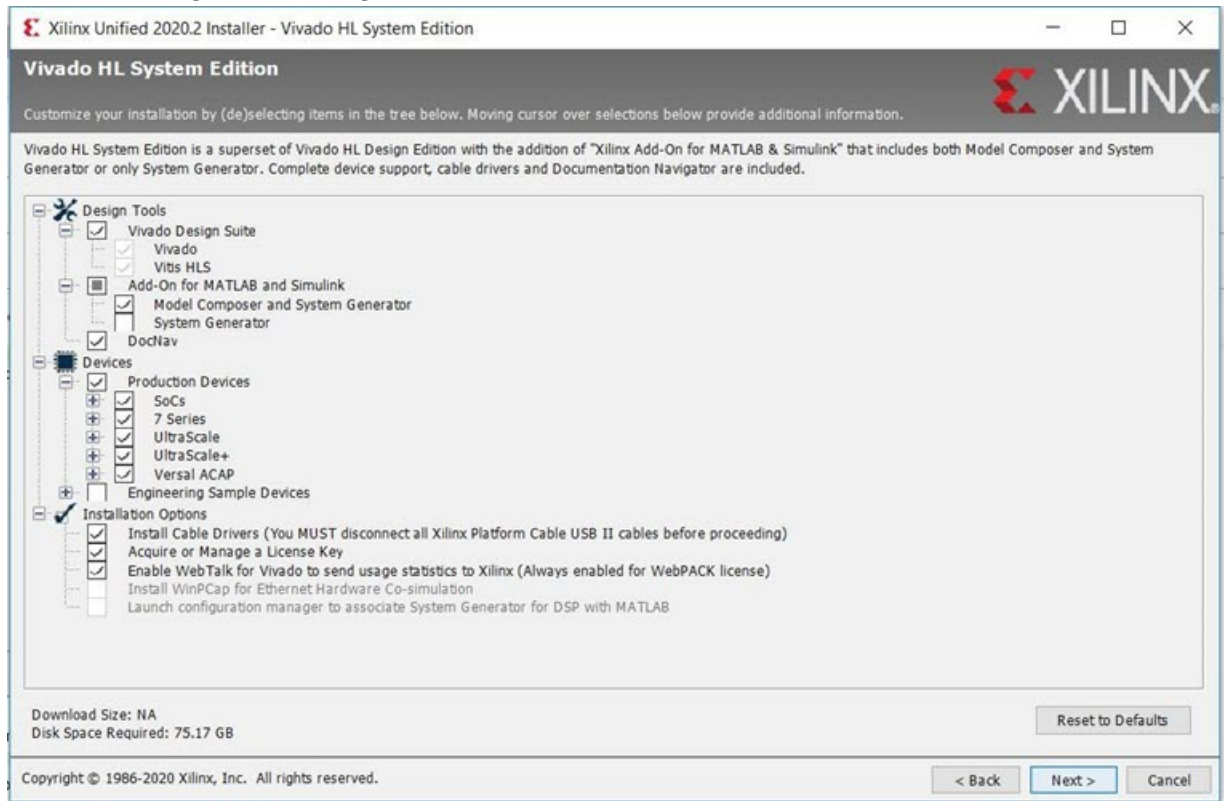 Xilinx Unified 2020.2 Installer - Vivado HL System Edition
Vivado HL System Edition
XILINX
Customize your installation by (de)selecting items in the tree below. Moving cursor over selections below provide additional information.
Vivado HL System Edition is a superset of Vivado HL Design Edition with the addition of "Xilinx Add-On for MATLAB & Simulink" that includes both Model Composer and System
Generator or only System Generator. Complete device support, cable drivers and Documentation Navigator are included.
Design Tools
Vivado Design Suite
Vivado
Vitis HLS
Add-On for MATLAB and Simulink
Model Composer and System Generator
System Generator
DocNav
Devices
Production Devices
SoCs
7 Series
UltraScale
UltraScale+
Versal ACAP
Engineering Sample Devices
Installation Options
Install Cable Drivers (You MUST disconnect all Xilinx Platform Cable USB II cables before proceeding)
Acquire or Manage a License Key
Enable WebTalk for Vivado to send usage statistics to Xilinx (Always enabled for WebPACK license)
Install WinPCap for Ethernet Hardware Co-simulation
Launch configuration manager to associate System Generator for DSP with MATLAB
Download Size: NA
Disk Space Required: 75.17 GB
Reset to Defaults
Copyright © 1986-2020 Xilinx, Inc. All rights reserved.
< Back
Next >
Cancel